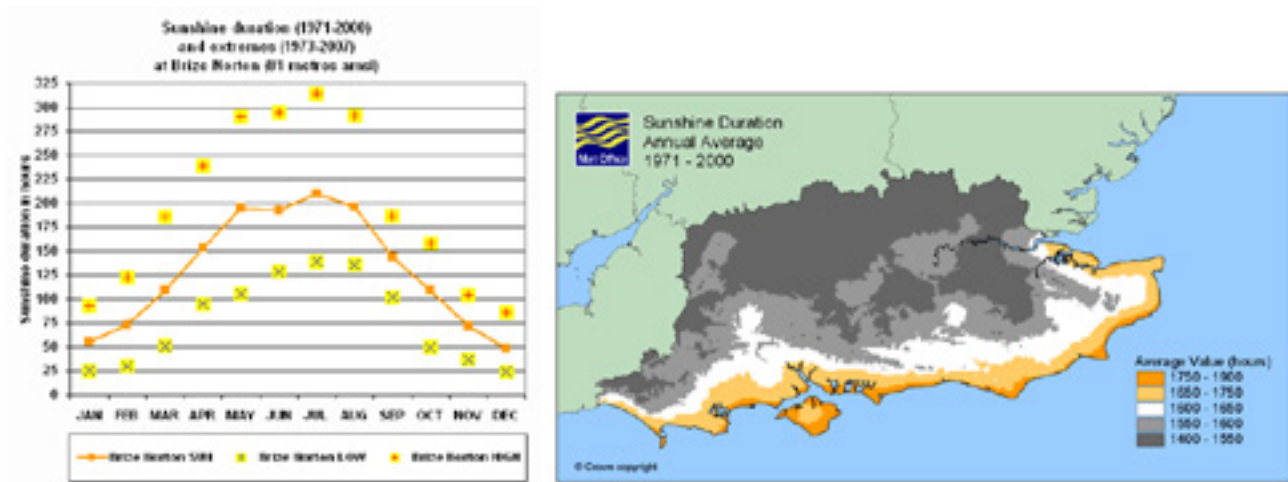 Sunshine duration (1971-2000)
and extremes (1973-2007)
at Brize Norton (81 metres amsl)
325
300
275
250
225
200
175
150
125
100
75
50
25
0
Sunshine duration in hours
JAN FEB MAR APR MAY JUN JUL AUG SEP OCT NOV DEC
Brize Norton SUN Brize Norton LOW Brize Norton HIGH
Met Office
Sunshine Duration
Annual Average
1971 - 2000
Average Value (hours)
1750 - 1900
1650 - 1750
1600 - 1650
1550 - 1600
1400 - 1550
© Crown copyright